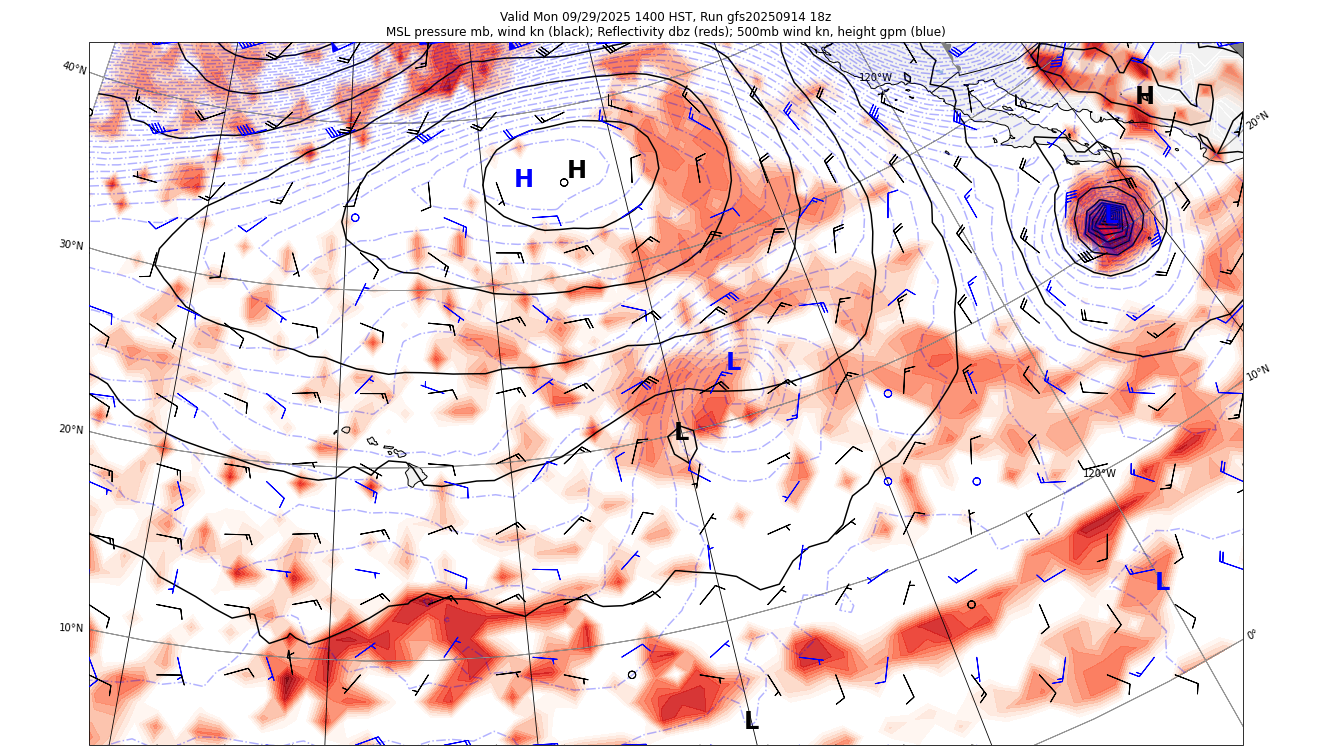 Valid Mon 09/29/2025 1400 HST, Run gfs20250914 18z
MSL pressure mb, wind kn (black); Reflectivity dbz (reds); 500mb wind kn, height gpm (blue)
40°N
120°W
H
20°N
H
H
30°N
L
10°N
20°N
L
120°W
L
10°N
0°
L